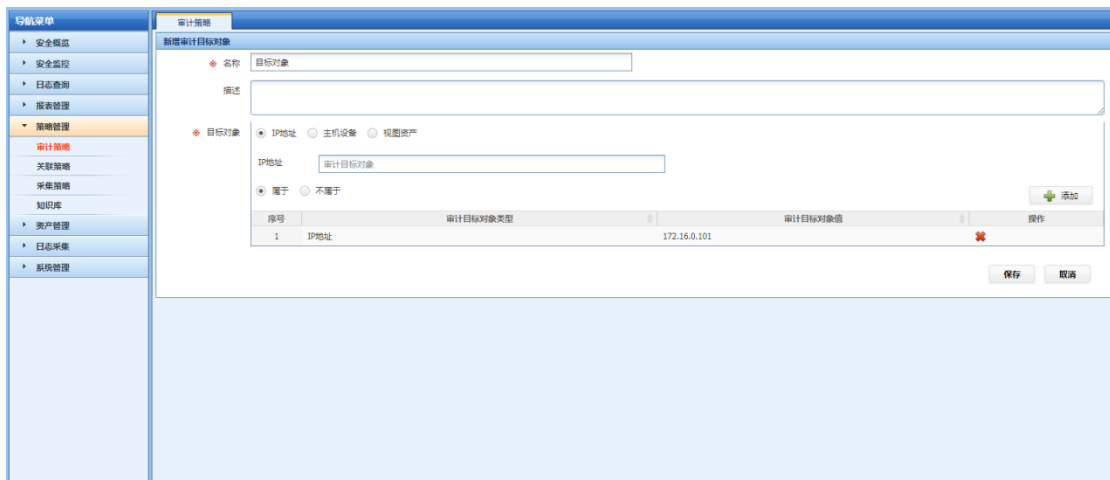 导航菜单
安全概览
安全监控
日志查询
报表管理
策略管理
审计策略
关联策略
采集策略
知识库
资产管理
日志采集
系统管理
审计策略
新增审计目标对象
※ 名称 目标对象
描述
※ 目标对象 IP地址 主机设备 视图资产
IP地址 审计目标对象
属于 不属于
添加
序号 审计目标对象类型 审计目标对象值 操作
1 IP地址 172.16.0.101
保存 取消